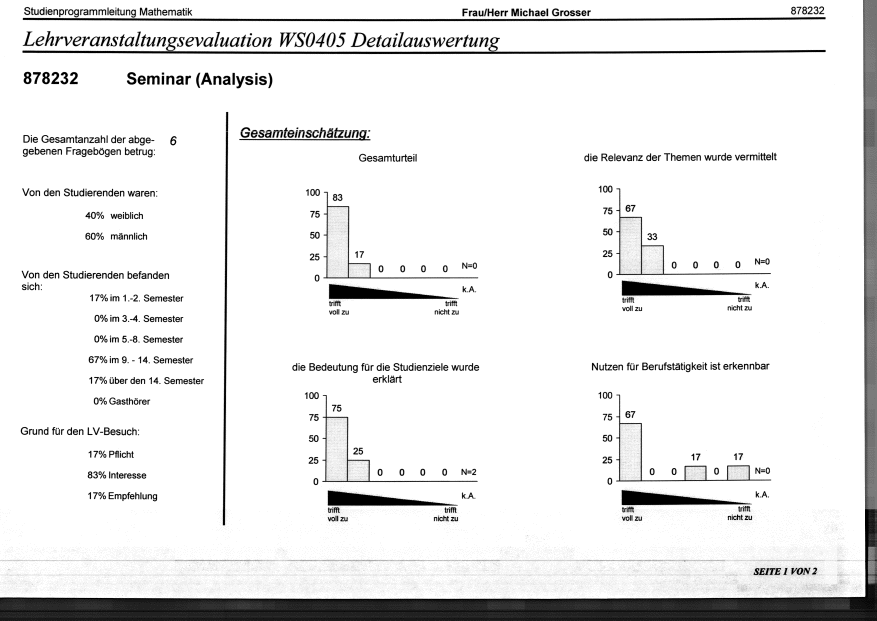 Studienprogrammleitung Mathematik Frau/Herr Michael Grosser 878232
Lehrveranstaltungsevaluation WS0405 Detailauswertung
878232 Seminar (Analysis)
Die Gesamtanzahl der abge- 6
gebenen Fragebögen betrug:
Von den Studierenden waren:
40% weiblich
60% männlich
Von den Studierenden befanden
sich:
17% im 1.-2. Semester
0% im 3.-4. Semester
0% im 5.-8. Semester
67% im 9. - 14. Semester
17% über den 14. Semester
0% Gasthörer
Grund für den LV-Besuch:
17% Pflicht
83% Interesse
17% Empfehlung
Gesamteinschätzung:
Gesamturteil
100
75
50
25
0
83 17 0 0 0 0 N=0
k.A.
trifft trifft
voll zu nicht zu
die Relevanz der Themen wurde vermittelt
100
75
50
25
0
67 33 0 0 0 0 N=0
k.A.
trifft trifft
voll zu nicht zu
die Bedeutung für die Studienziele wurde
erklärt
100
75
50
25
0
75 25 0 0 0 0 N=2
k.A.
trifft trifft
voll zu nicht zu
Nutzen für Berufstätigkeit ist erkennbar
100
75
50
25
0
67 0 0 17 0 17 N=0
k.A.
trifft trifft
voll zu nicht zu
SEITE 1 VON 2